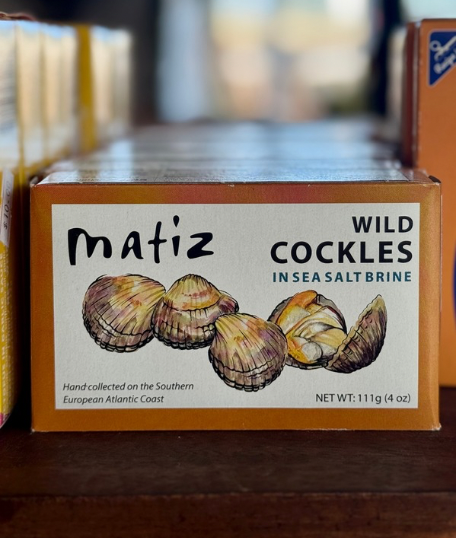 matiz
WILD
COCKLES
IN SEA SALT BRINE
Hand-collected on the Southern
European Atlantic Coast
NET WT: 111g (4 oz)